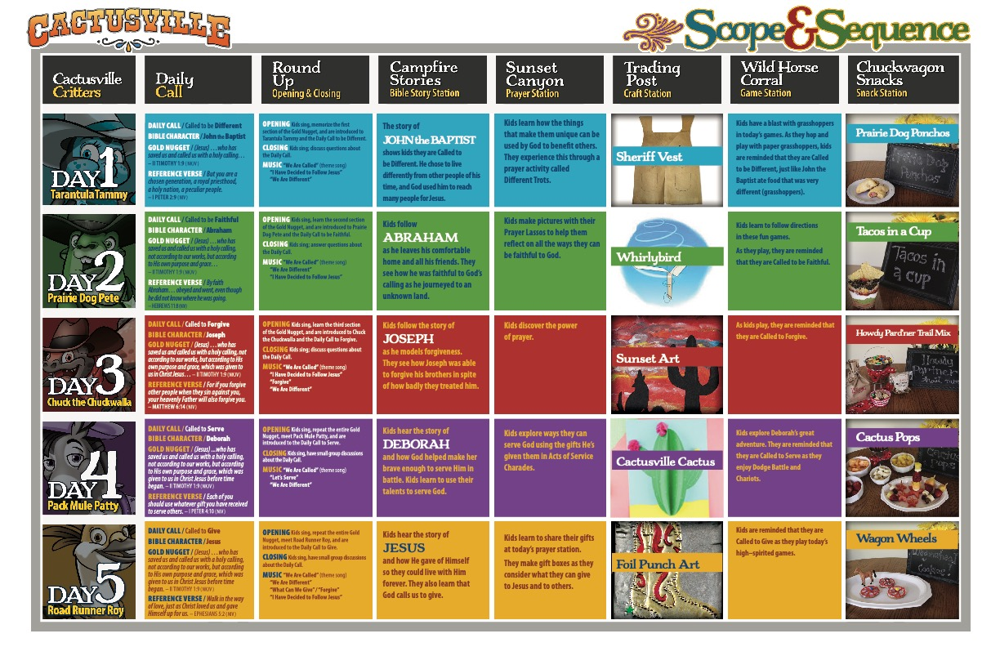 CACTUSVILLE
Scope & Sequence
Cactusville
Critters
Daily
Call
Round
Up
Opening & Closing
Campfire
Stories
Bible Story Station
Sunset
Canyon
Prayer Station
Trading
Post
Craft Station
Wild Horse
Corral
Game Station
Chuckwagon
Snacks
Snack Station
DAY 1
Tarantula Tammy
DAILY CALL / Called to be Different
BIBLE CHARACTER / John the Baptist
GOLD NUGGET / (Jesus) . . . who has
saved us and called us with a holy calling. . .
– II TIMOTHY 1:9 (NKJV)
REFERENCE VERSE / But you are a
chosen generation, a royal priesthood,
a holy nation, a peculiar people.
– I PETER 2:9 (NIV)
OPENING Kids sing, memorize the first
section of the Gold Nugget, and are introduced to
Tarantula Tammy and the Daily Call to be Different.
CLOSING Kids sing, discuss questions about
the Daily Call.
MUSIC “We Are Called” (theme song)
“I Have Decided to Follow Jesus”
“We Are Different”
The story of
JOHN the BAPTIST
shows kids they are Called to
be Different. He chose to live
differently from other people of his
time, and God used him to reach
many people for Jesus.
Kids learn how the things
that make them unique can be
used by God to benefit others.
They experience this through a
prayer activity called
Different Trots.
Sheriff Vest
Kids have a blast with grasshoppers
in today’s games. As they hop and
play with paper grasshoppers, kids
are reminded that they are Called
to be Different, just like John the
Baptist ate food that was very
different (grasshoppers).
Prairie Dog Ponchos
Prairie Dog
Ponchos
DAY 2
Prairie Dog Pete
DAILY CALL / Called to be Faithful
BIBLE CHARACTER / Abraham
GOLD NUGGET / (Jesus) . . . who has
saved us and called us with a holy calling,
not according to our works, but according
to His own purpose and grace . . .
– II TIMOTHY 1:9 (NKJV)
REFERENCE VERSE / By faith
Abraham. . . obeyed and went, even though
he did not know where he was going.
– HEBREWS 11:8 (NIV)
OPENING Kids sing, learn the second section
of the Gold Nugget, and are introduced to Prairie
Dog Pete and the Daily Call to be Faithful.
CLOSING Kids sing; answer questions about
the Daily Call.
MUSIC “We Are Called” (theme song)
“We Are Different”
“I Have Decided to Follow Jesus”
Kids follow
ABRAHAM
as he leaves his comfortable
home and all his friends. They
see how he was faithful to God’s
calling as he journeyed to an
unknown land.
Kids make pictures with their
Prayer Lassos to help them
reflect on all the ways they can
be faithful to God.
Whirlybird
Kids learn to follow directions
in these fun games.
As they play, they are reminded
that they are Called to be Faithful.
Tacos in a Cup
Tacos in
a cup
DAY 3
Chuck the Chuckwalla
DAILY CALL / Called to Forgive
BIBLE CHARACTER / Joseph
GOLD NUGGET / (Jesus) . . . who has
saved us and called us with a holy calling, not
according to our works, but according to His
own purpose and grace, which was given to
us in Christ Jesus. . . – II TIMOTHY 1:9 (NKJV)
REFERENCE VERSE / For if you forgive
other people when they sin against you,
your heavenly Father will also forgive you.
– MATTHEW 6:14 (NIV)
OPENING Kids sing, learn the third section
of the Gold Nugget, and are introduced to Chuck
the Chuckwalla and the Daily Call to Forgive.
CLOSING Kids sing; discuss questions about
the Daily Call.
MUSIC “We Are Called” (theme song)
“I Have Decided to Follow Jesus”
“Forgive”
“We Are Different”
Kids follow the story of
JOSEPH
as he models forgiveness.
They see how Joseph was able
to forgive his brothers in spite
of how badly they treated him.
Kids discover the power
of prayer.
Sunset Art
As kids play, they are reminded that
they are Called to Forgive.
Howdy Pard’ner Trail Mix
Howdy
DAY 4
Pack Mule Patty
DAILY CALL / Called to Serve
BIBLE CHARACTER / Deborah
GOLD NUGGET / (Jesus) ...who has
saved us and called us with a holy calling,
not according to our works, but according
to His own purpose and grace, which was
given to us in Christ Jesus before time
began. – II TIMOTHY 1:9 (NKJV)
REFERENCE VERSE / Each of you
should use whatever gift you have received
to serve others. – I PETER 4:10 (NIV)
OPENING Kids sing, repeat the entire Gold
Nugget, meet Pack Mule Patty, and are
introduced to the Daily Call to Serve.
CLOSING Kids sing, have small group discussions
about the Daily Call.
MUSIC “We Are Called” (theme song)
“Let’s Serve”
“We Are Different”
Kids hear the story of
DEBORAH
and how God helped make her
brave enough to serve Him in
battle. Kids learn to use their
talents to serve God.
Kids explore ways they can
serve God using the gifts He’s
given them in Acts of Service
Charades.
Cactusville Cactus
Kids explore Deborah’s great
adventure. They are reminded that
they are Called to Serve as they
enjoy Dodge Battle and
Chariots.
Cactus Pops
Cactus
Pops
DAY 5
Road Runner Roy
DAILY CALL / Called to Give
BIBLE CHARACTER / Jesus
GOLD NUGGET / (Jesus) . . . who has
saved us and called us with a holy calling,
not according to our works, but according
to His own purpose and grace, which was
given to us in Christ Jesus before time
began. – II TIMOTHY 1:9 (NKJV)
REFERENCE VERSE / Walk in the way
of love, just as Christ loved us and gave
Himself up for us. – EPHESIANS 5:2 (NIV)
OPENING Kids sing, repeat the entire Gold
Nugget, meet Road Runner Roy, and are
introduced to the Daily Call to Give.
CLOSING Kids sing, have small group discussions
about the Daily Call.
MUSIC “We Are Called” (theme song)
“We Are Different”
“What Can We Give” / “Forgive”
“I Have Decided to Follow Jesus”
Kids hear the story of
JESUS
and how He gave of Himself
so they could live with Him
forever. They also learn that
God calls us to give.
Kids learn to share their gifts
at today’s prayer station.
They make gift boxes as they
consider what they can give
to Jesus and to others.
Foil Punch Art
Kids are reminded that they are
Called to Give as they play today’s
high–spirited games.
Wagon Wheels